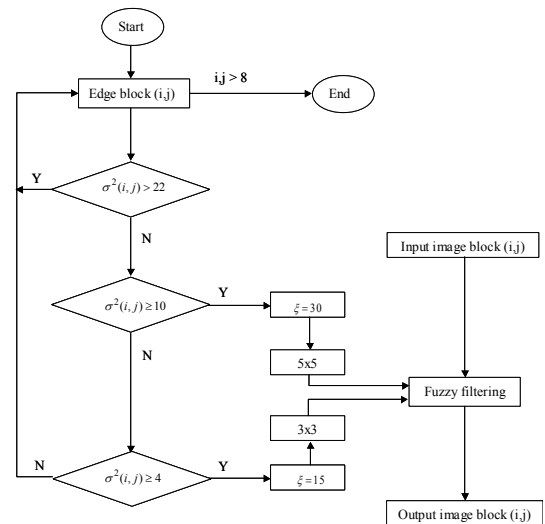 Start
i,j > 8
Edge block (i,j)
End
Y
σ²(i, j) > 22
N
Input image block (i,j)
σ²(i, j) ≥ 10
Y
ξ = 30
N
5x5
Fuzzy filtering
3x3
N
σ²(i, j) ≥ 4
Y
ξ = 15
Output image block (i,j)